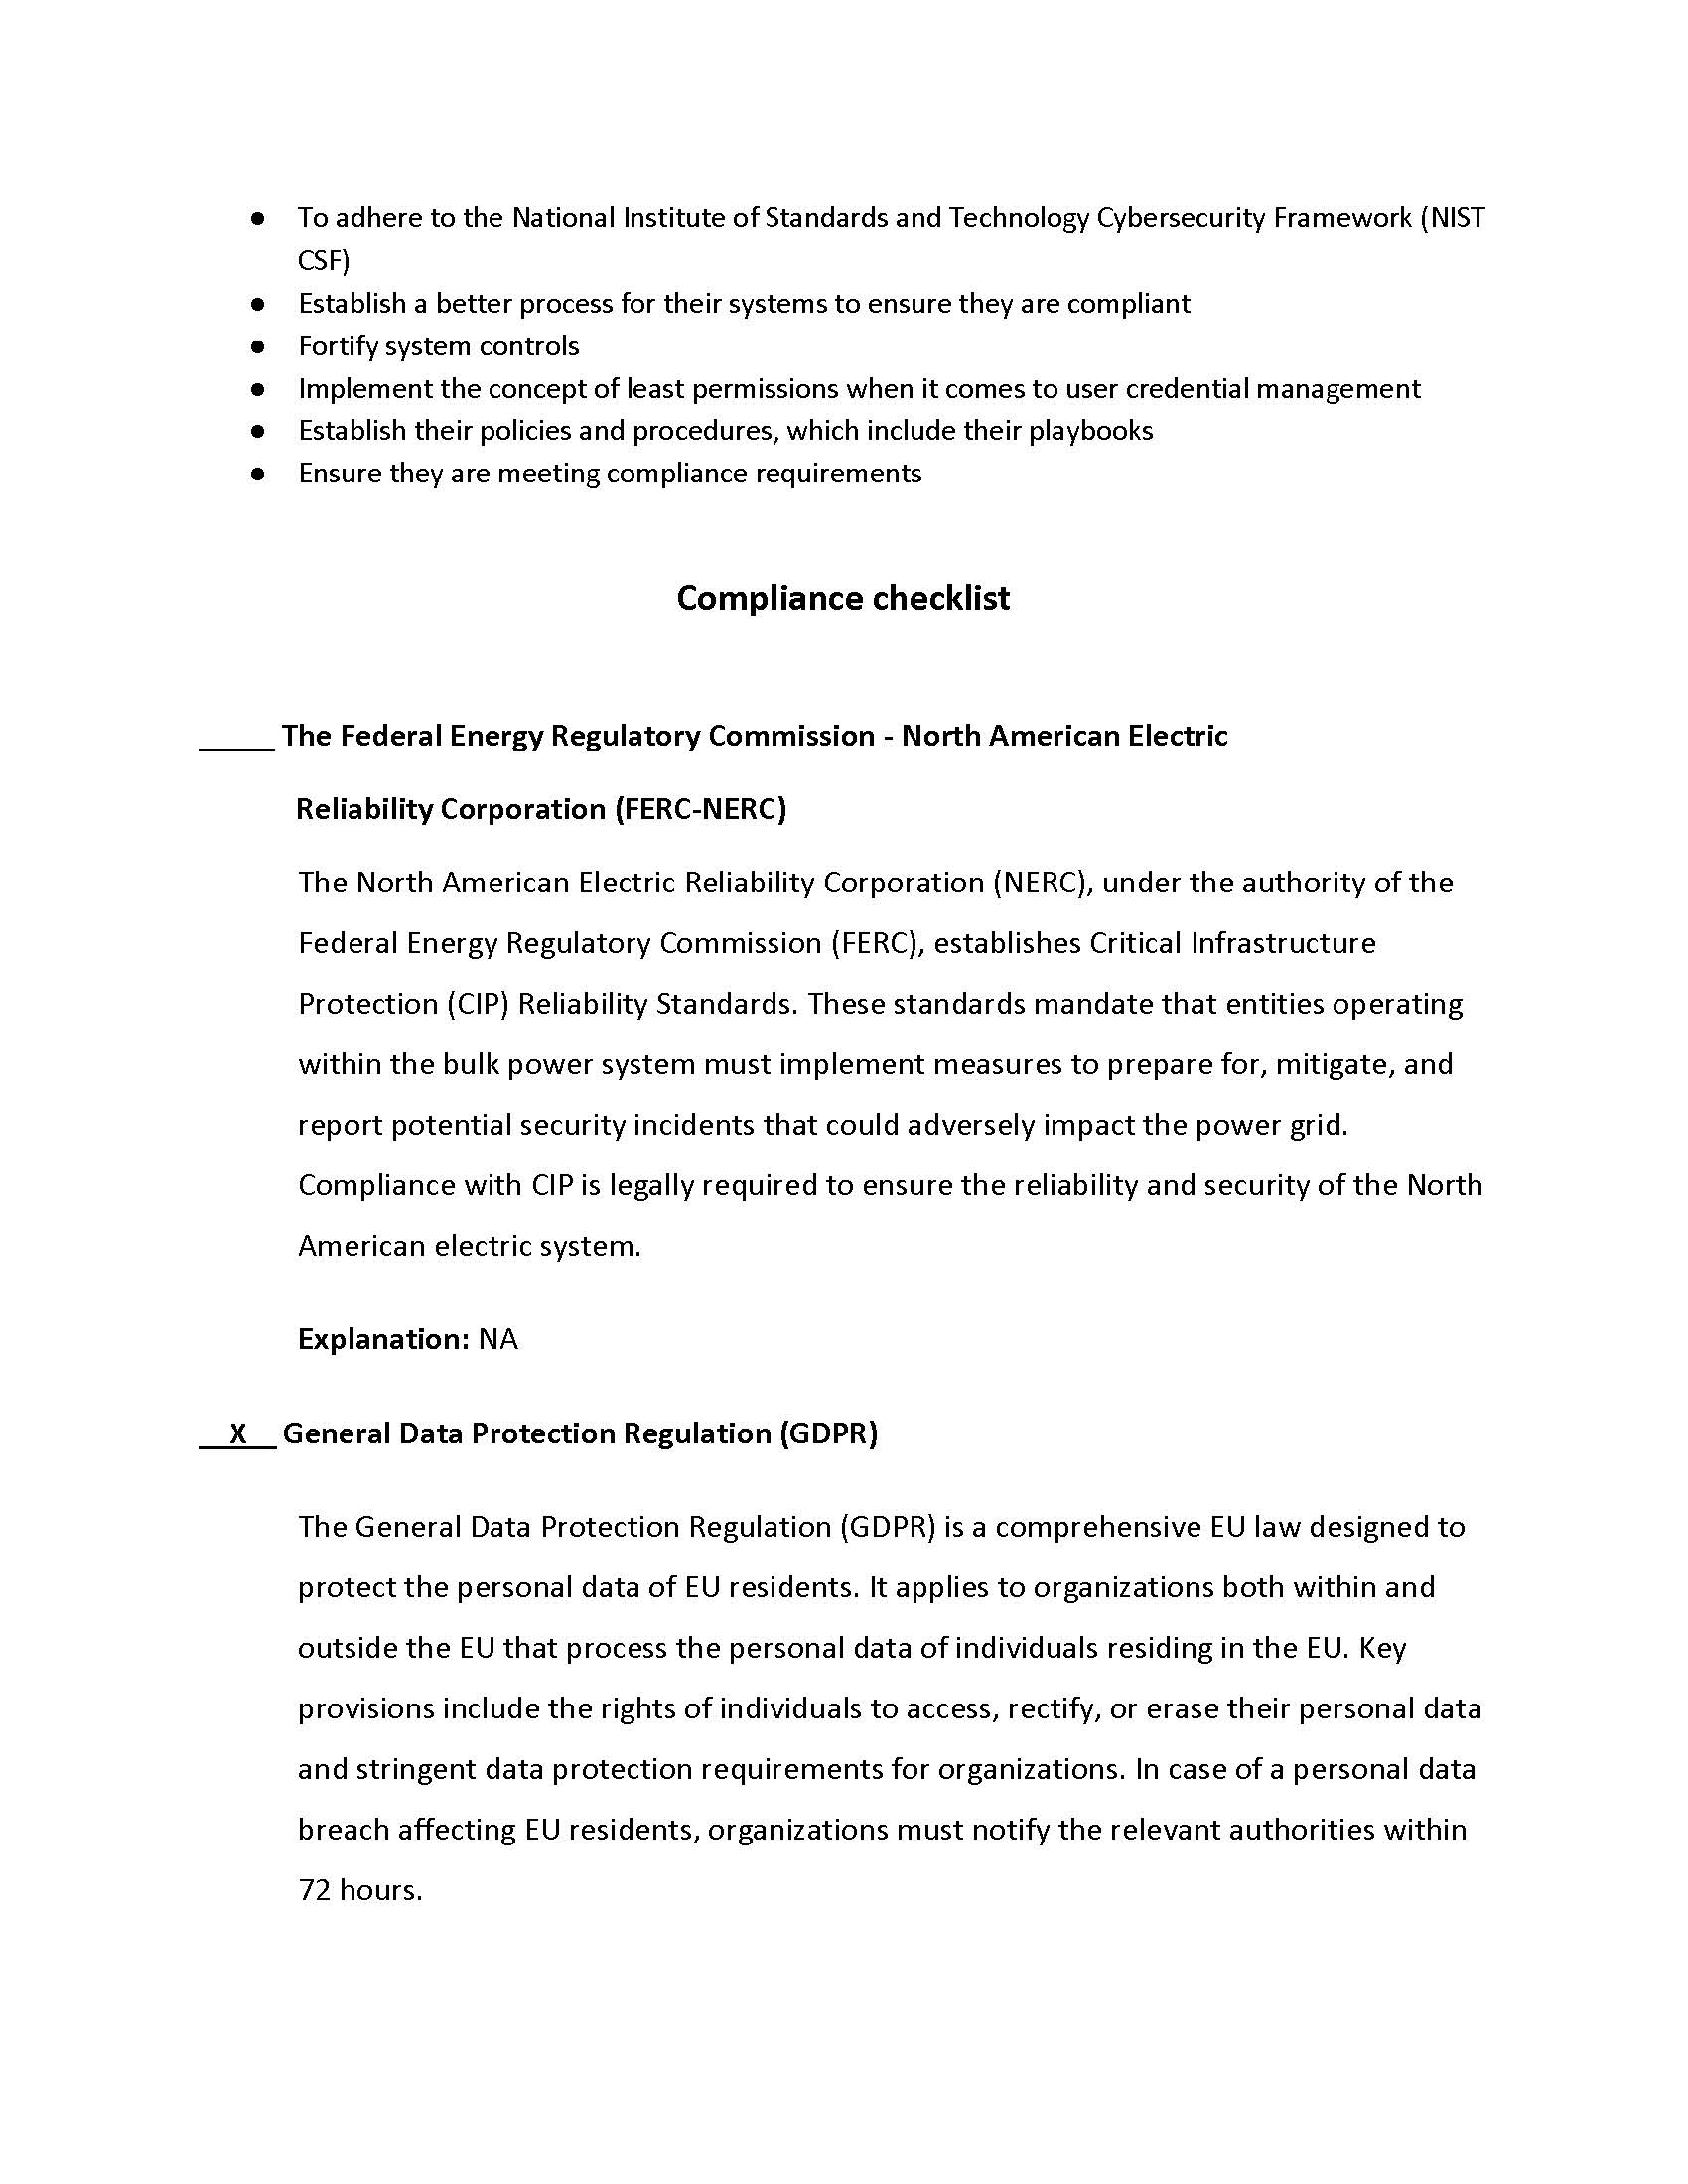 ● To adhere to the National Institute of Standards and Technology Cybersecurity Framework (NIST
CSF)
● Establish a better process for their systems to ensure they are compliant
● Fortify system controls
● Implement the concept of least permissions when it comes to user credential management
● Establish their policies and procedures, which include their playbooks
● Ensure they are meeting compliance requirements
Compliance checklist
_____ The Federal Energy Regulatory Commission - North American Electric
Reliability Corporation (FERC-NERC)
The North American Electric Reliability Corporation (NERC), under the authority of the
Federal Energy Regulatory Commission (FERC), establishes Critical Infrastructure
Protection (CIP) Reliability Standards. These standards mandate that entities operating
within the bulk power system must implement measures to prepare for, mitigate, and
report potential security incidents that could adversely impact the power grid.
Compliance with CIP is legally required to ensure the reliability and security of the North
American electric system.
Explanation: NA
__X__ General Data Protection Regulation (GDPR)
The General Data Protection Regulation (GDPR) is a comprehensive EU law designed to
protect the personal data of EU residents. It applies to organizations both within and
outside the EU that process the personal data of individuals residing in the EU. Key
provisions include the rights of individuals to access, rectify, or erase their personal data
and stringent data protection requirements for organizations. In case of a personal data
breach affecting EU residents, organizations must notify the relevant authorities within
72 hours.